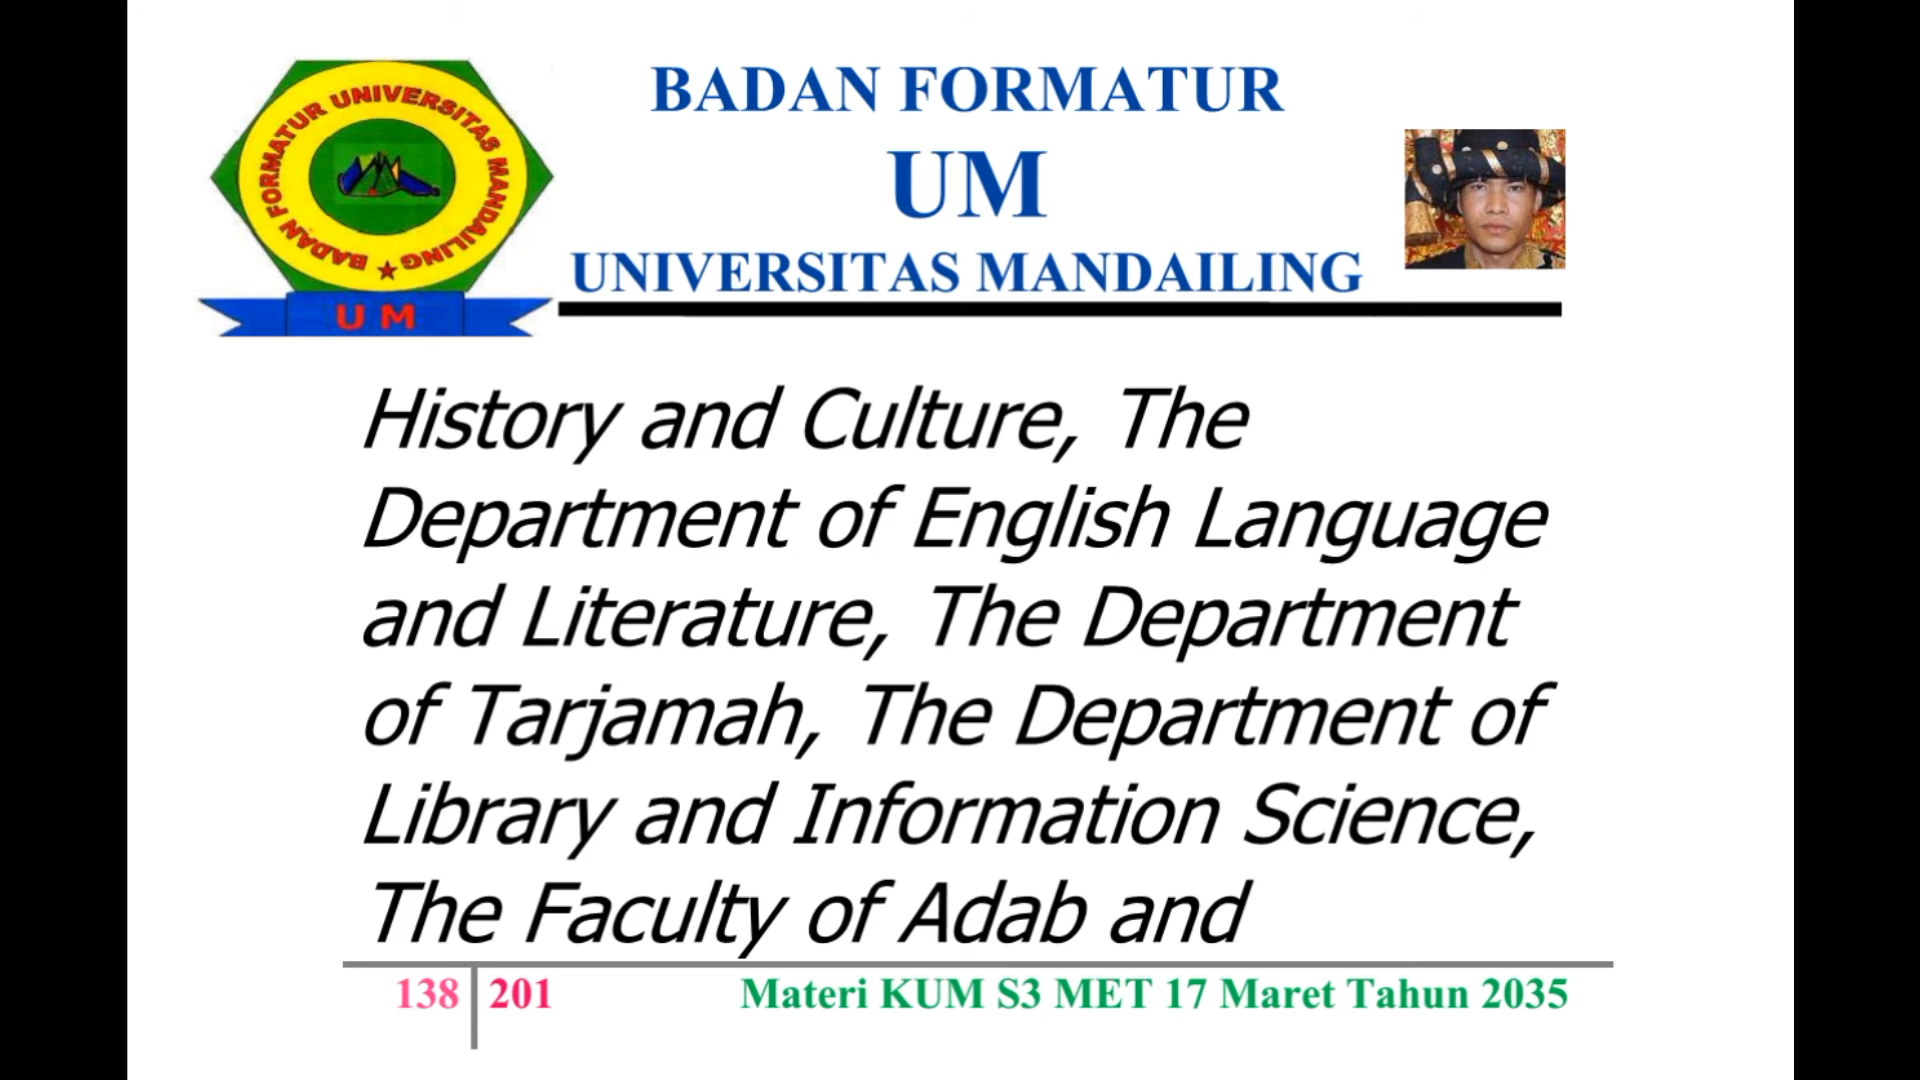 BADAN FORMATUR UNIVERSITAS MANDAILING
U M
BADAN FORMATUR
UM
UNIVERSITAS MANDAILING
History and Culture, The
Department of English Language
and Literature, The Department
of Tarjamah, The Department of
Library and Information Science,
The Faculty of Adab and
138 201 Materi KUM S3 MET 17 Maret Tahun 2035